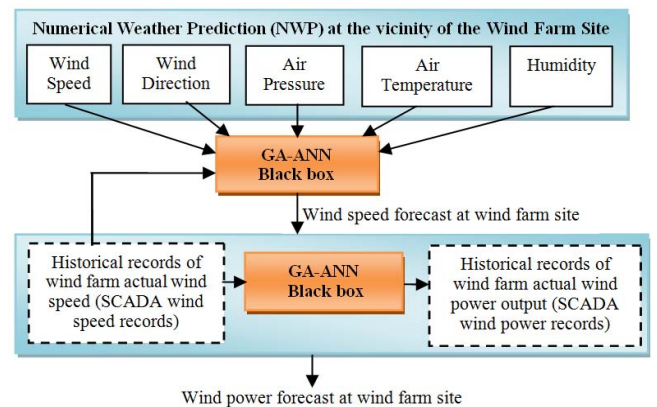 Numerical Weather Prediction (NWP) at the vicinity of the Wind Farm Site
Wind
Speed
Wind
Direction
Air
Pressure
Air
Temperature
Humidity
GA-ANN
Black box
Wind speed forecast at wind farm site
Historical records of
wind farm actual wind
speed (SCADA wind
speed records)
GA-ANN
Black box
Historical records of
wind farm actual wind
power output (SCADA
wind power records)
Wind power forecast at wind farm site